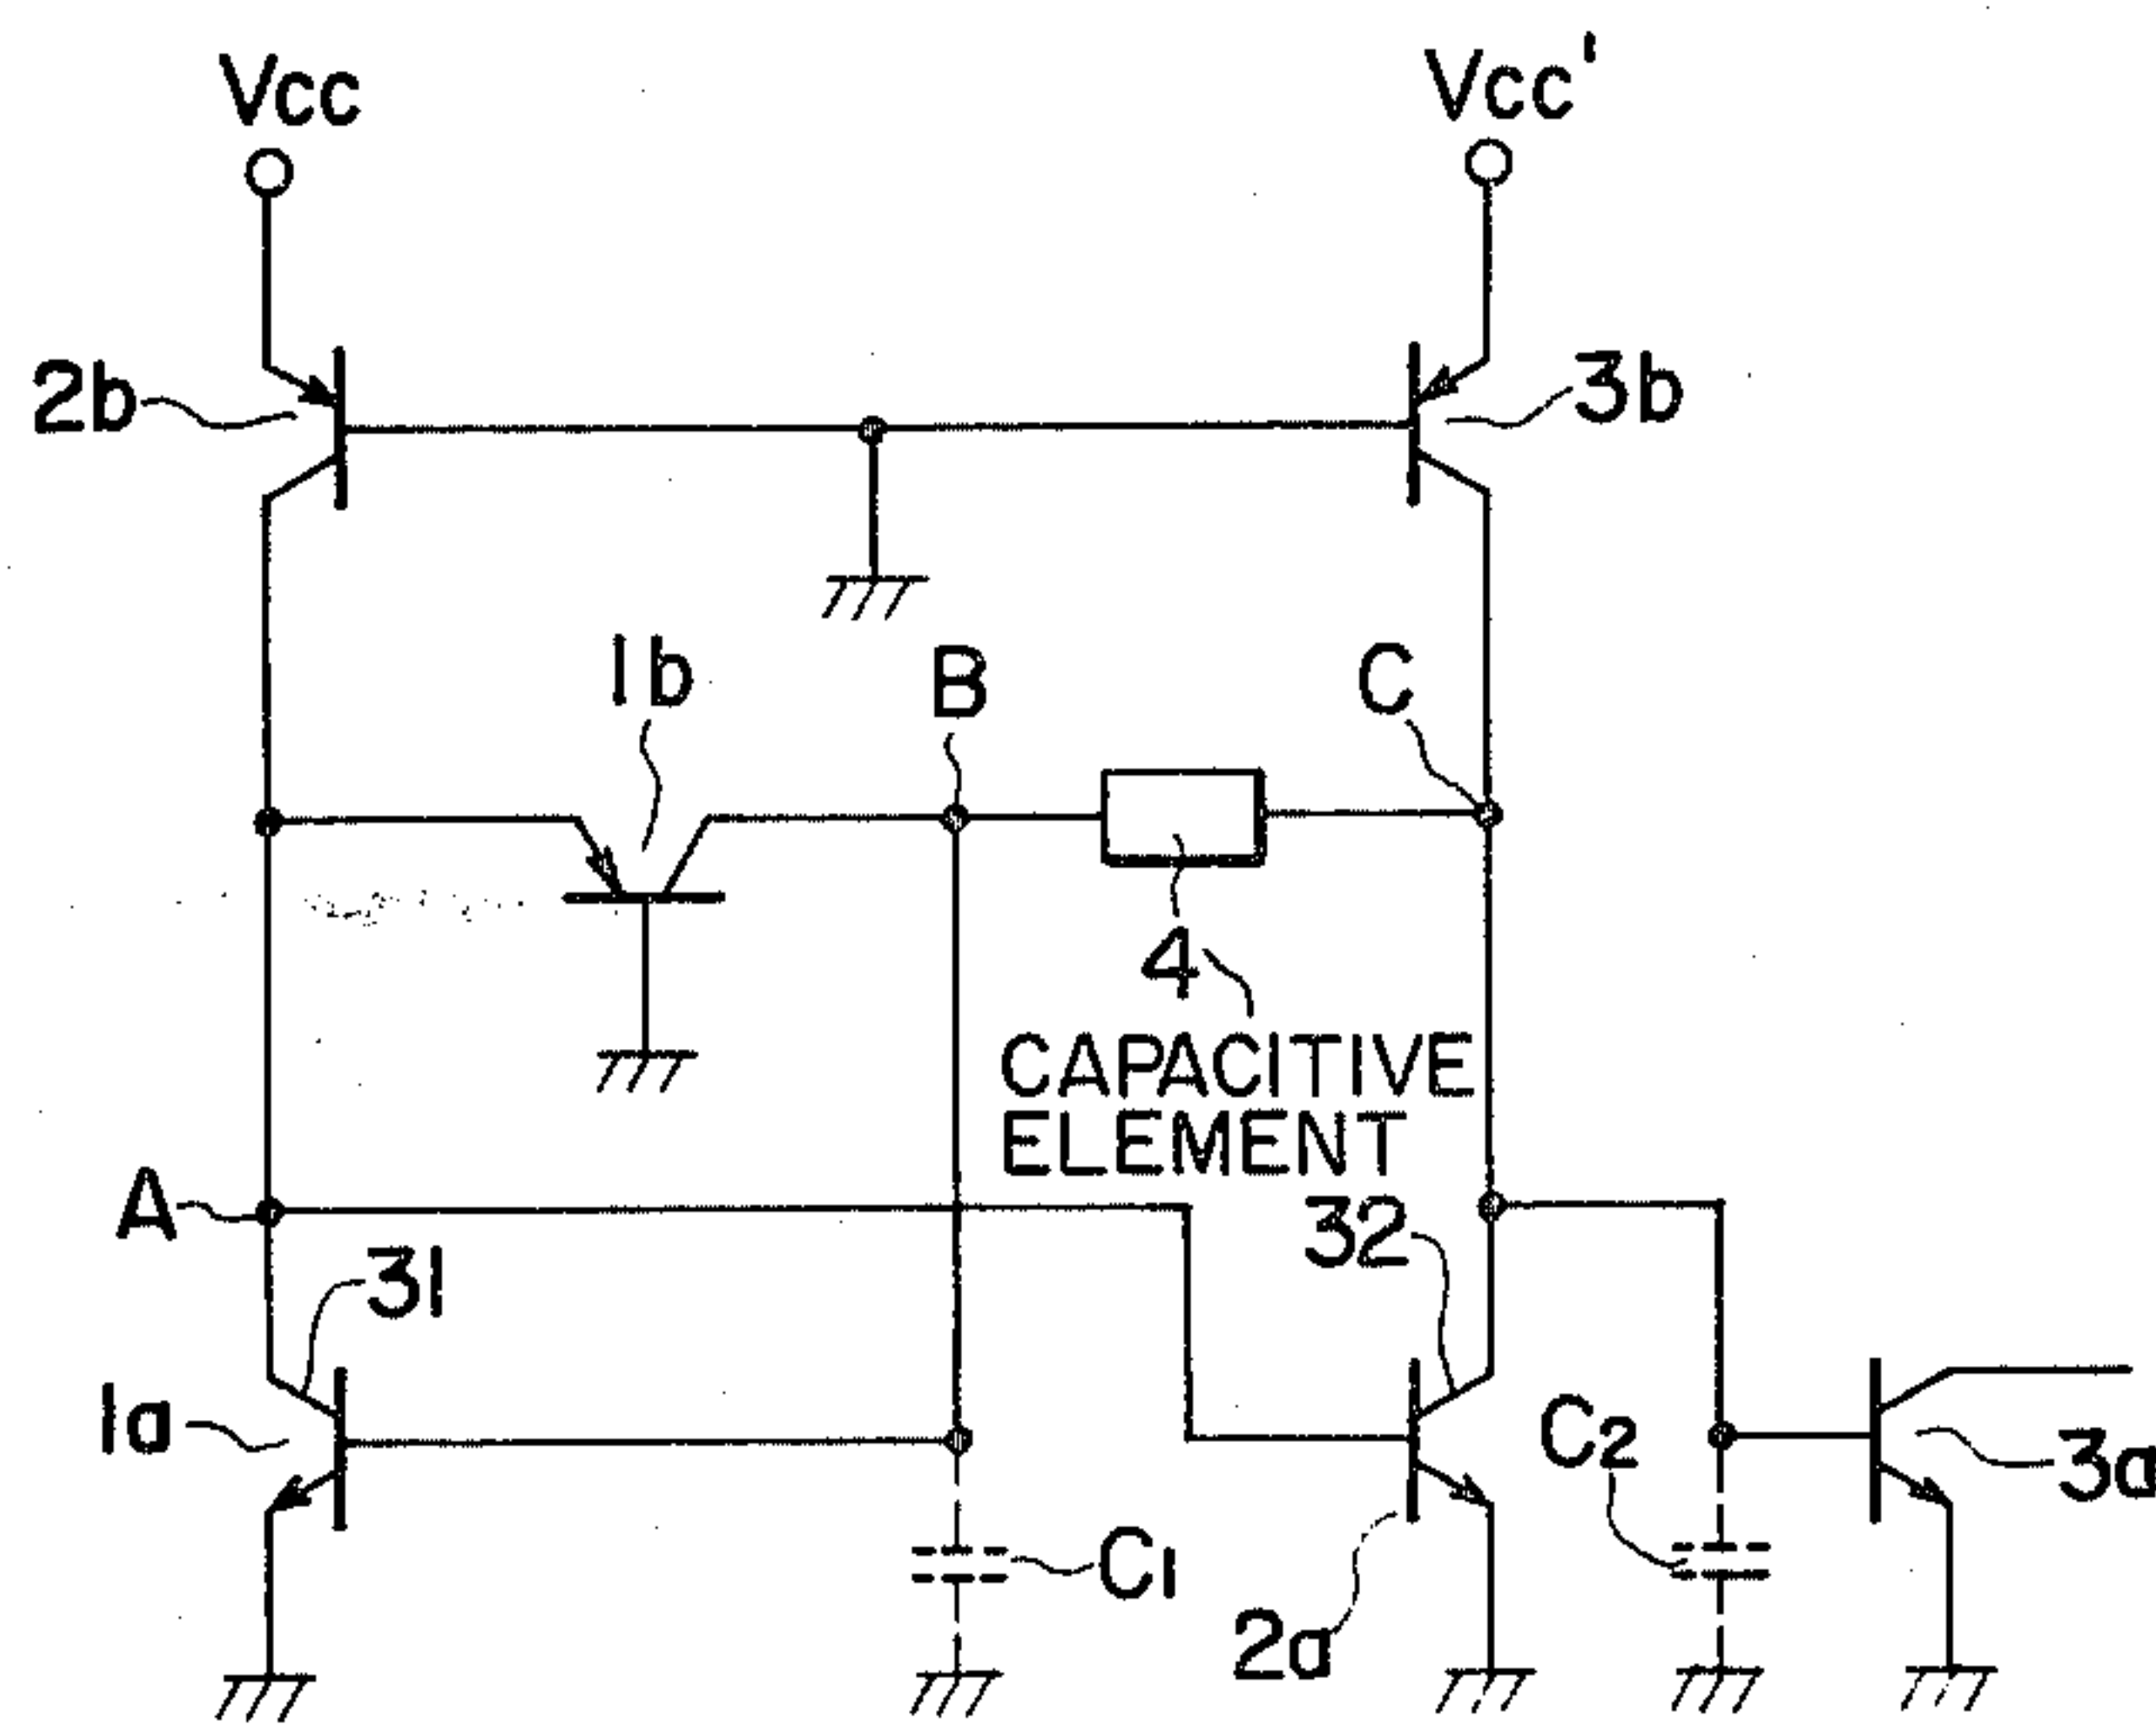 Vcc
Vcc'
2b
3b
1b
B
C
4
CAPACITIVE
ELEMENT
A
31
32
1a
C1
2a
C2
3a